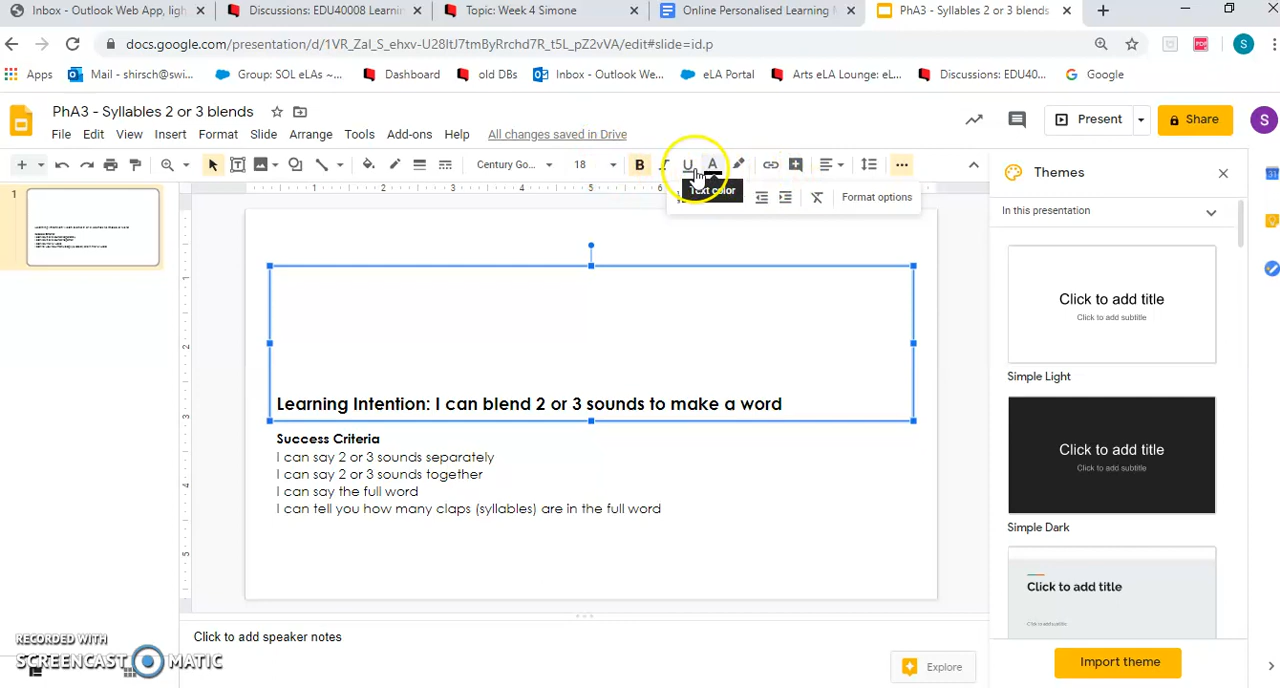 Inbox - Outlook Web App, ligh
Discussions: EDU40008 Learnin
Topic: Week 4 Simone
Online Personalised Learning
PhA3 - Syllables 2 or 3 blends
docs.google.com/presentation/d/1VR_Zal_S_ehxv-U28ltJ7tmByRrchd7R_t5L_pZ2vVA/edit#slide=id.p
PDF
S
Apps
Mail - shirsch@swi...
Group: SOL eLAs ~...
Dashboard
old DBs
Inbox - Outlook We...
eLA Portal
Arts eLA Lounge: eL...
Discussions: EDU40...
Google
PhA3 - Syllables 2 or 3 blends
File Edit View Insert Format Slide Arrange Tools Add-ons Help
All changes saved in Drive
Present
Share
S
Century Go...
18
B
I
U
A
Text color
Format options
Themes
In this presentation
Click to add title
Click to add subtitle
Simple Light
Click to add title
Click to add subtitle
Simple Dark
Click to add title
Click to add subtitle
Import theme
1
Learning Intention: I can blend 2 or 3 sounds to make a word
Success Criteria
I can say 2 or 3 sounds separately
I can say 2 or 3 sounds together
I can say the full word
I can tell you how many claps (syllables) are in the full word
Click to add speaker notes
Explore
RECORDED WITH
SCREENCAST MATIC